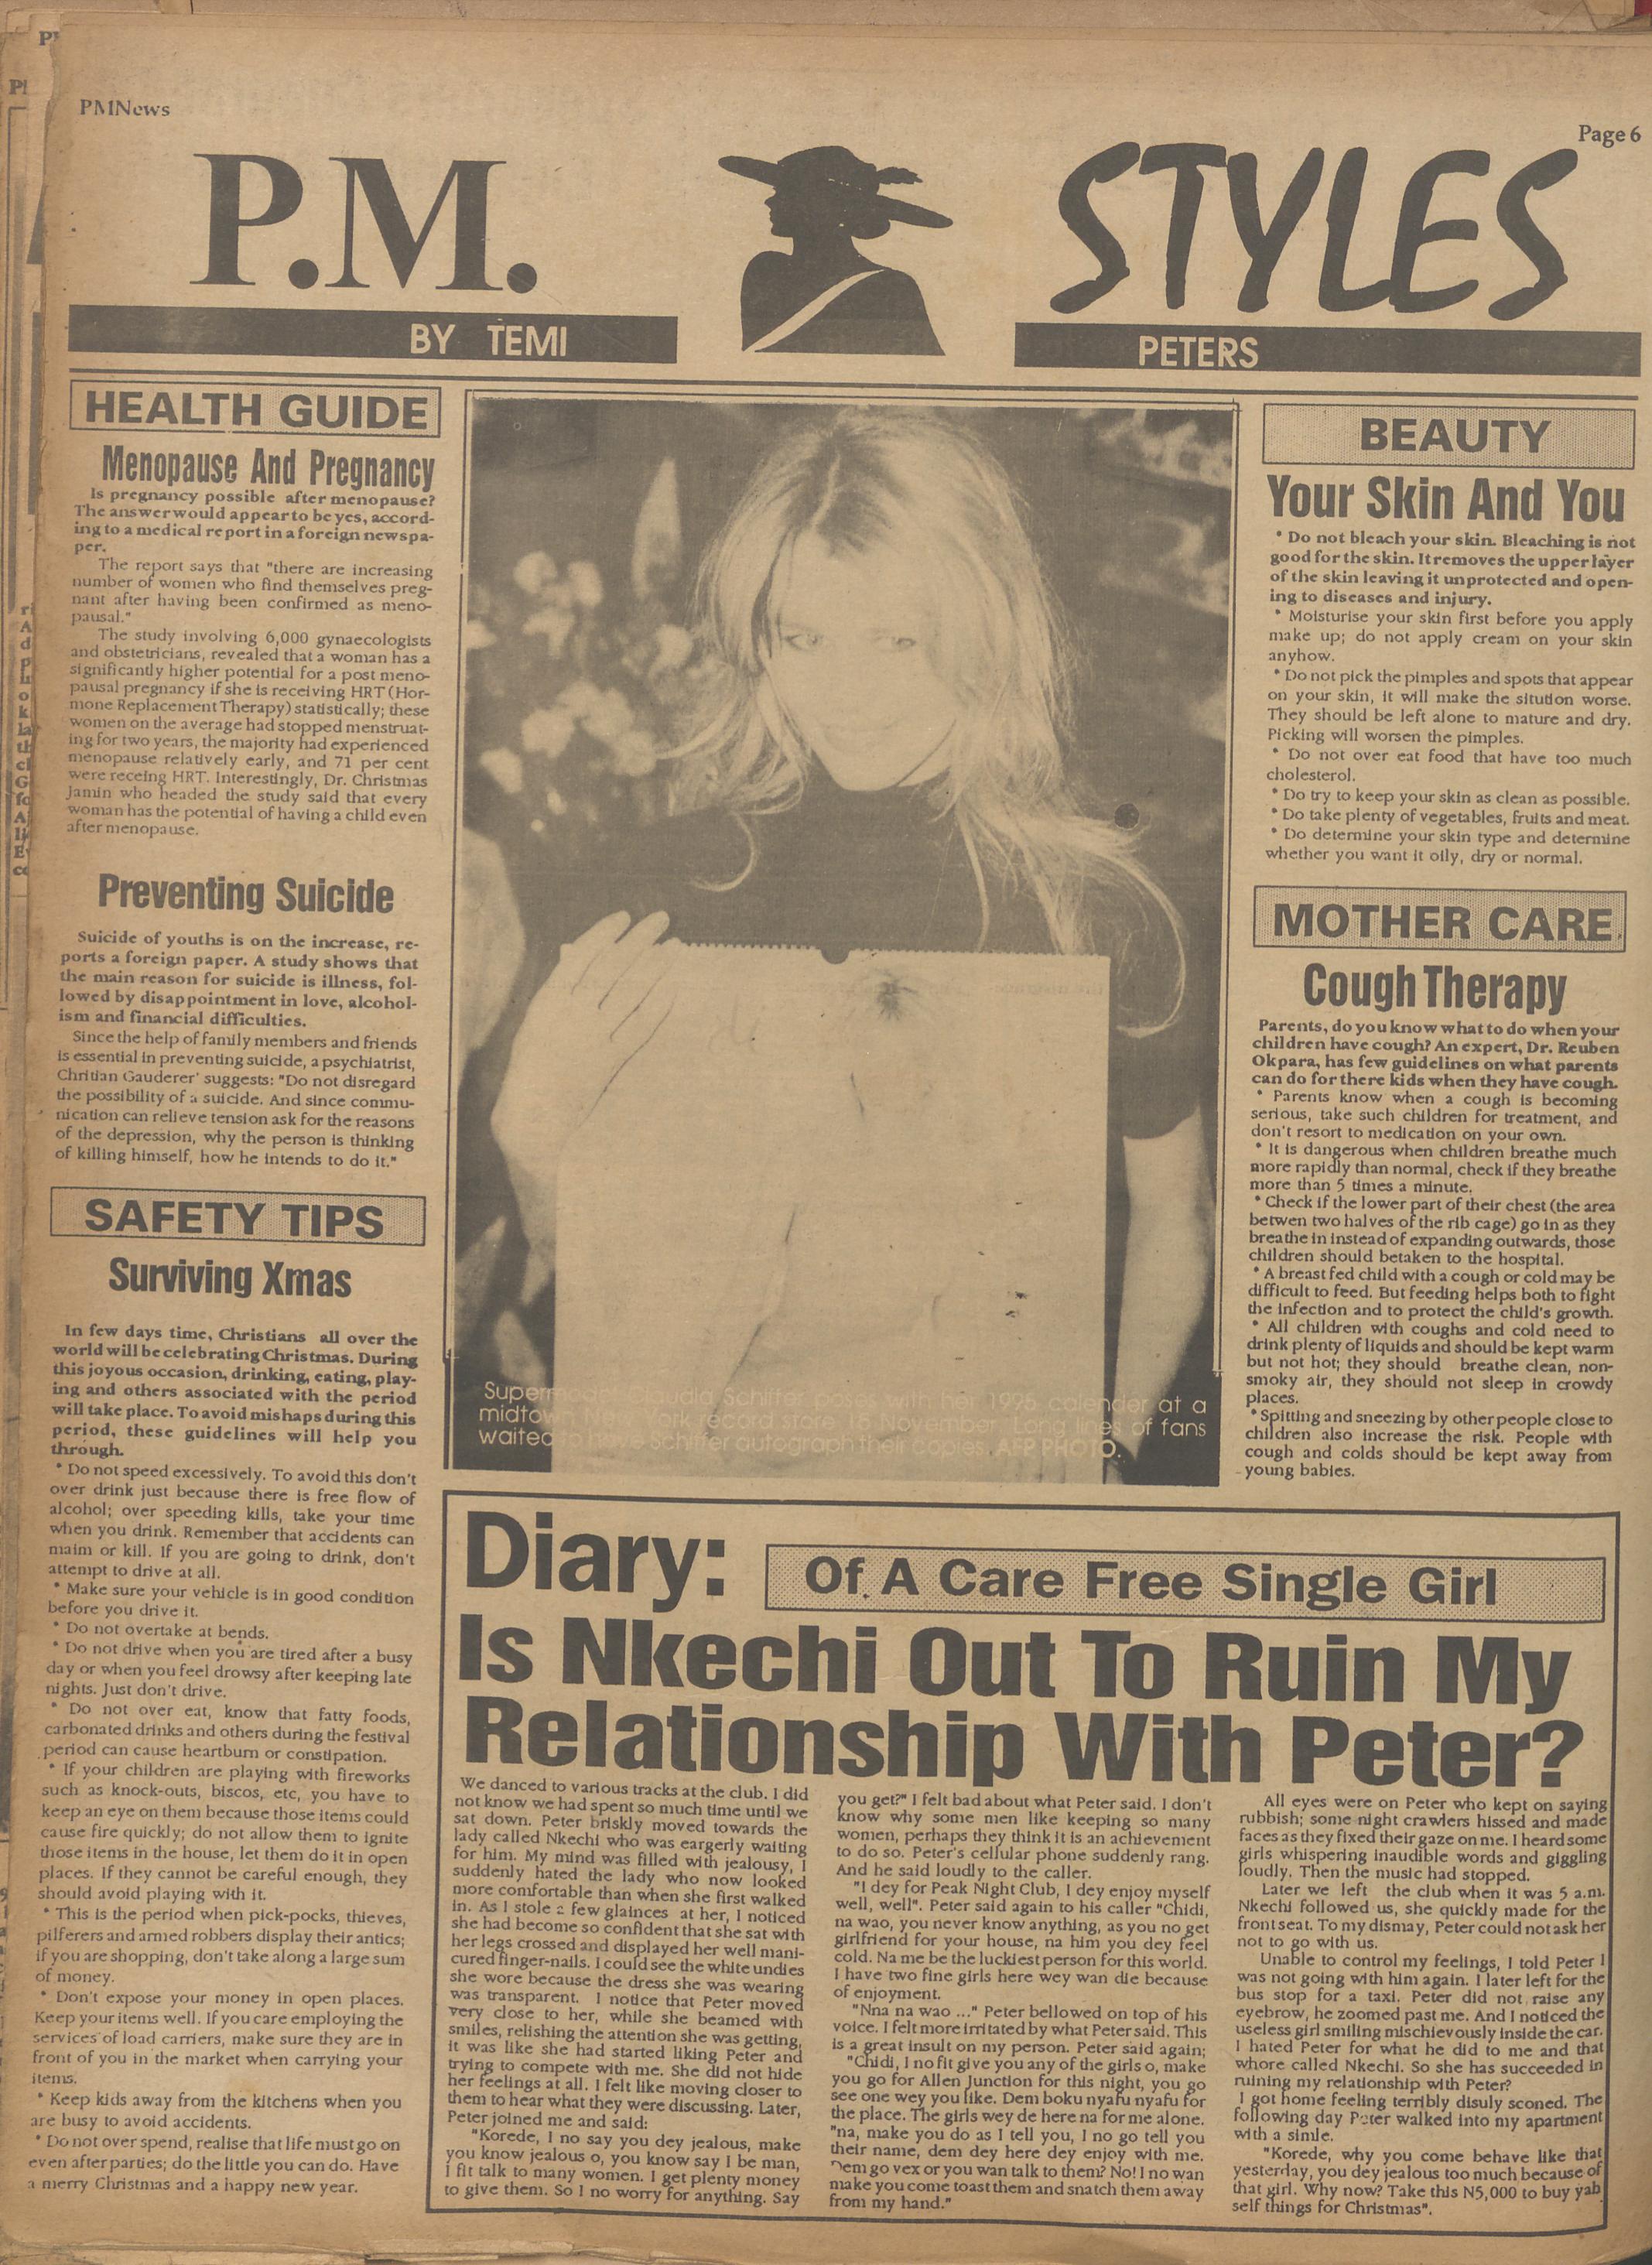 PMNews
Page 6
P.M.
STYLES
BY TEMI
PETERS
HEALTH GUIDE
Menopause And Pregnancy
Is pregnancy possible after menopause?
The answer would appear to be yes, accord-
ing to a medical report in a foreign newspa-
per.
The report says that "there are increasing
number of women who find themselves preg-
nant after having been confirmed as meno-
pausal."
The study involving 6,000 gynaecologists
and obstetricians, revealed that a woman has a
significantly higher potential for a post meno-
pausal pregnancy if she is receiving HRT (Hor-
mone Replacement Therapy) statistically; these
women on the average had stopped menstruat-
ing for two years, the majority had experienced
menopause relatively early, and 71 per cent
were receing HRT. Interestingly, Dr. Christmas
Jamin who headed the study said that every
woman has the potential of having a child even
after menopause.
Preventing Suicide
Suicide of youths is on the increase, re-
ports a foreign paper. A study shows that
the main reason for suicide is illness, fol-
lowed by disappointment in love, alcohol-
ism and financial difficulties.
Since the help of family members and friends
is essential in preventing suicide, a psychiatrist,
Chritian Gauderer' suggests: "Do not disregard
the possibility of a suicide. And since commu-
nication can relieve tension ask for the reasons
of the depression, why the person is thinking
of killing himself, how he intends to do it."
SAFETY TIPS
Surviving Xmas
In few days time, Christians all over the
world will be celebrating Christmas. During
this joyous occasion, drinking, eating, play-
ing and others associated with the period
will take place. To avoid mishaps during this
period, these guidelines will help you
through.
* Do not speed excessively. To avoid this don't
over drink just because there is free flow of
alcohol; over speeding kills, take your time
when you drink. Remember that accidents can
maim or kill. If you are going to drink, don't
attempt to drive at all.
* Make sure your vehicle is in good condition
before you drive it.
* Do not overtake at bends.
* Do not drive when you are tired after a busy
day or when you feel drowsy after keeping late
nights. Just don't drive.
* Do not over eat, know that fatty foods,
carbonated drinks and others during the festival
period can cause heartburn or constipation.
* If your children are playing with fireworks
such as knock-outs, biscos, etc, you have to
keep an eye on them because those items could
cause fire quickly; do not allow them to ignite
those items in the house, let them do it in open
places. If they cannot be careful enough, they
should avoid playing with it.
* This is the period when pick-pocks, thieves,
pilferers and armed robbers display their antics;
if you are shopping, don't take along a large sum
of money.
* Don't expose your money in open places.
Keep your items well. If you care employing the
services of load carriers, make sure they are in
front of you in the market when carrying your
items.
* Keep kids away from the kitchens when you
are busy to avoid accidents.
* Do not over spend, realise that life must go on
even after parties; do the little you can do. Have
a merry Christmas and a happy new year.
Schiffer with 1996 calender at a
midtown York record 16 November. Long lines of fans
waited to have Schiffer autograph their copies. AFP PHOTO.
BEAUTY
Your Skin And You
* Do not bleach your skin. Bleaching is not
good for the skin. It removes the upper layer
of the skin leaving it unprotected and open-
ing to diseases and injury.
* Moisturise your skin first before you apply
make up; do not apply cream on your skin
anyhow.
* Do not pick the pimples and spots that appear
on your skin, it will make the sitution worse.
They should be left alone to mature and dry.
Picking will worsen the pimples.
* Do not over eat food that have too much
cholesterol.
* Do try to keep your skin as clean as possible.
* Do take plenty of vegetables, fruits and meat.
* Do determine your skin type and determine
whether you want it oily, dry or normal.
MOTHER CARE
Cough Therapy
Parents, do you know what to do when your
children have cough? An expert, Dr. Reuben
Okpara, has few guidelines on what parents
can do for there kids when they have cough.
* Parents know when a cough is becoming
serious, take such children for treatment, and
don't resort to medication on your own.
* It is dangerous when children breathe much
more rapidly than normal, check if they breathe
more than 5 times a minute.
* Check if the lower part of their chest (the area
betwen two halves of the rib cage) go in as they
breathe in instead of expanding outwards, those
children should betaken to the hospital.
* A breast fed child with a cough or cold may be
difficult to feed. But feeding helps both to fight
the infection and to protect the child's growth.
* All children with coughs and cold need to
drink plenty of liquids and should be kept warm
but not hot; they should breathe clean, non-
smoky air, they should not sleep in crowdy
places.
* Spitting and sneezing by other people close to
children also increase the risk. People with
cough and colds should be kept away from
young babies.
Diary:
Of A Care Free Single Girl
Is Nkechi Out To Ruin My
Relationship With Peter?
We danced to various tracks at the club. I did
not know we had spent so much time until we
sat down. Peter briskly moved towards the
lady called Nkechi who was eargerly waiting
for him. My mind was filled with jealousy, I
suddenly hated the lady who now looked
more comfortable than when she first walked
in. As I stole a few glainces at her, I noticed
she had become so confident that she sat with
her legs crossed and displayed her well mani-
cured finger-nails. I could see the white undies
she wore because the dress she was wearing
was transparent. I notice that Peter moved
very close to her, while she beamed with
smiles, relishing the attention she was getting,
it was like she had started liking Peter and
trying to compete with me. She did not hide
her feelings at all. I felt like moving closer to
them to hear what they were discussing. Later,
Peter joined me and said:
"Korede, I no say you dey jealous, make
you know jealous o, you know say I be man,
I fit talk to many women. I get plenty money
to give them. So I no worry for anything. Say
you get?" I felt bad about what Peter said. I don't
know why some men like keeping so many
women, perhaps they think it is an achievement
to do so. Peter's cellular phone suddenly rang.
And he said loudly to the caller.
"I dey for Peak Night Club, I dey enjoy myself
well, well". Peter said again to his caller "Chidi,
na wao, you never know anything, as you no get
girlfriend for your house, na him you dey feel
cold. Na me be the luckiest person for this world.
I have two fine girls here wey wan die because
of enjoyment.
"Nna na wao ..." Peter bellowed on top of his
voice. I felt more irritated by what Peter said. This
is a great insult on my person. Peter said again;
"Chidi, I no fit give you any of the girls o, make
you go for Allen Junction for this night, you go
see one wey you like. Dem boku nyafu nyafu for
the place. The girls wey de here na for me alone.
"na, make you do as I tell you, I no go tell you
their name, dem dey here dey enjoy with me.
Dem go vex or you wan talk to them? No! I no wan
make you come toast them and snatch them away
from my hand."
All eyes were on Peter who kept on saying
rubbish; some night crawlers hissed and made
faces as they fixed their gaze on me. I heard some
girls whispering inaudible words and giggling
loudly. Then the music had stopped.
Later we left the club when it was 5 a.m.
Nkechi followed us, she quickly made for the
front seat. To my dismay, Peter could not ask her
not to go with us.
Unable to control my feelings, I told Peter I
was not going with him again. I later left for the
bus stop for a taxi. Peter did not raise any
eyebrow, he zoomed past me. And I noticed the
useless girl smiling mischievously inside the car.
I hated Peter for what he did to me and that
whore called Nkechi. So she has succeeded in
ruining my relationship with Peter?
I got home feeling terribly disuly sconed. The
following day Peter walked into my apartment
with a simle.
"Korede, why you come behave like that
yesterday, you dey jealous too much because of
that girl. Why now? Take this N5,000 to buy yab
self things for Christmas".